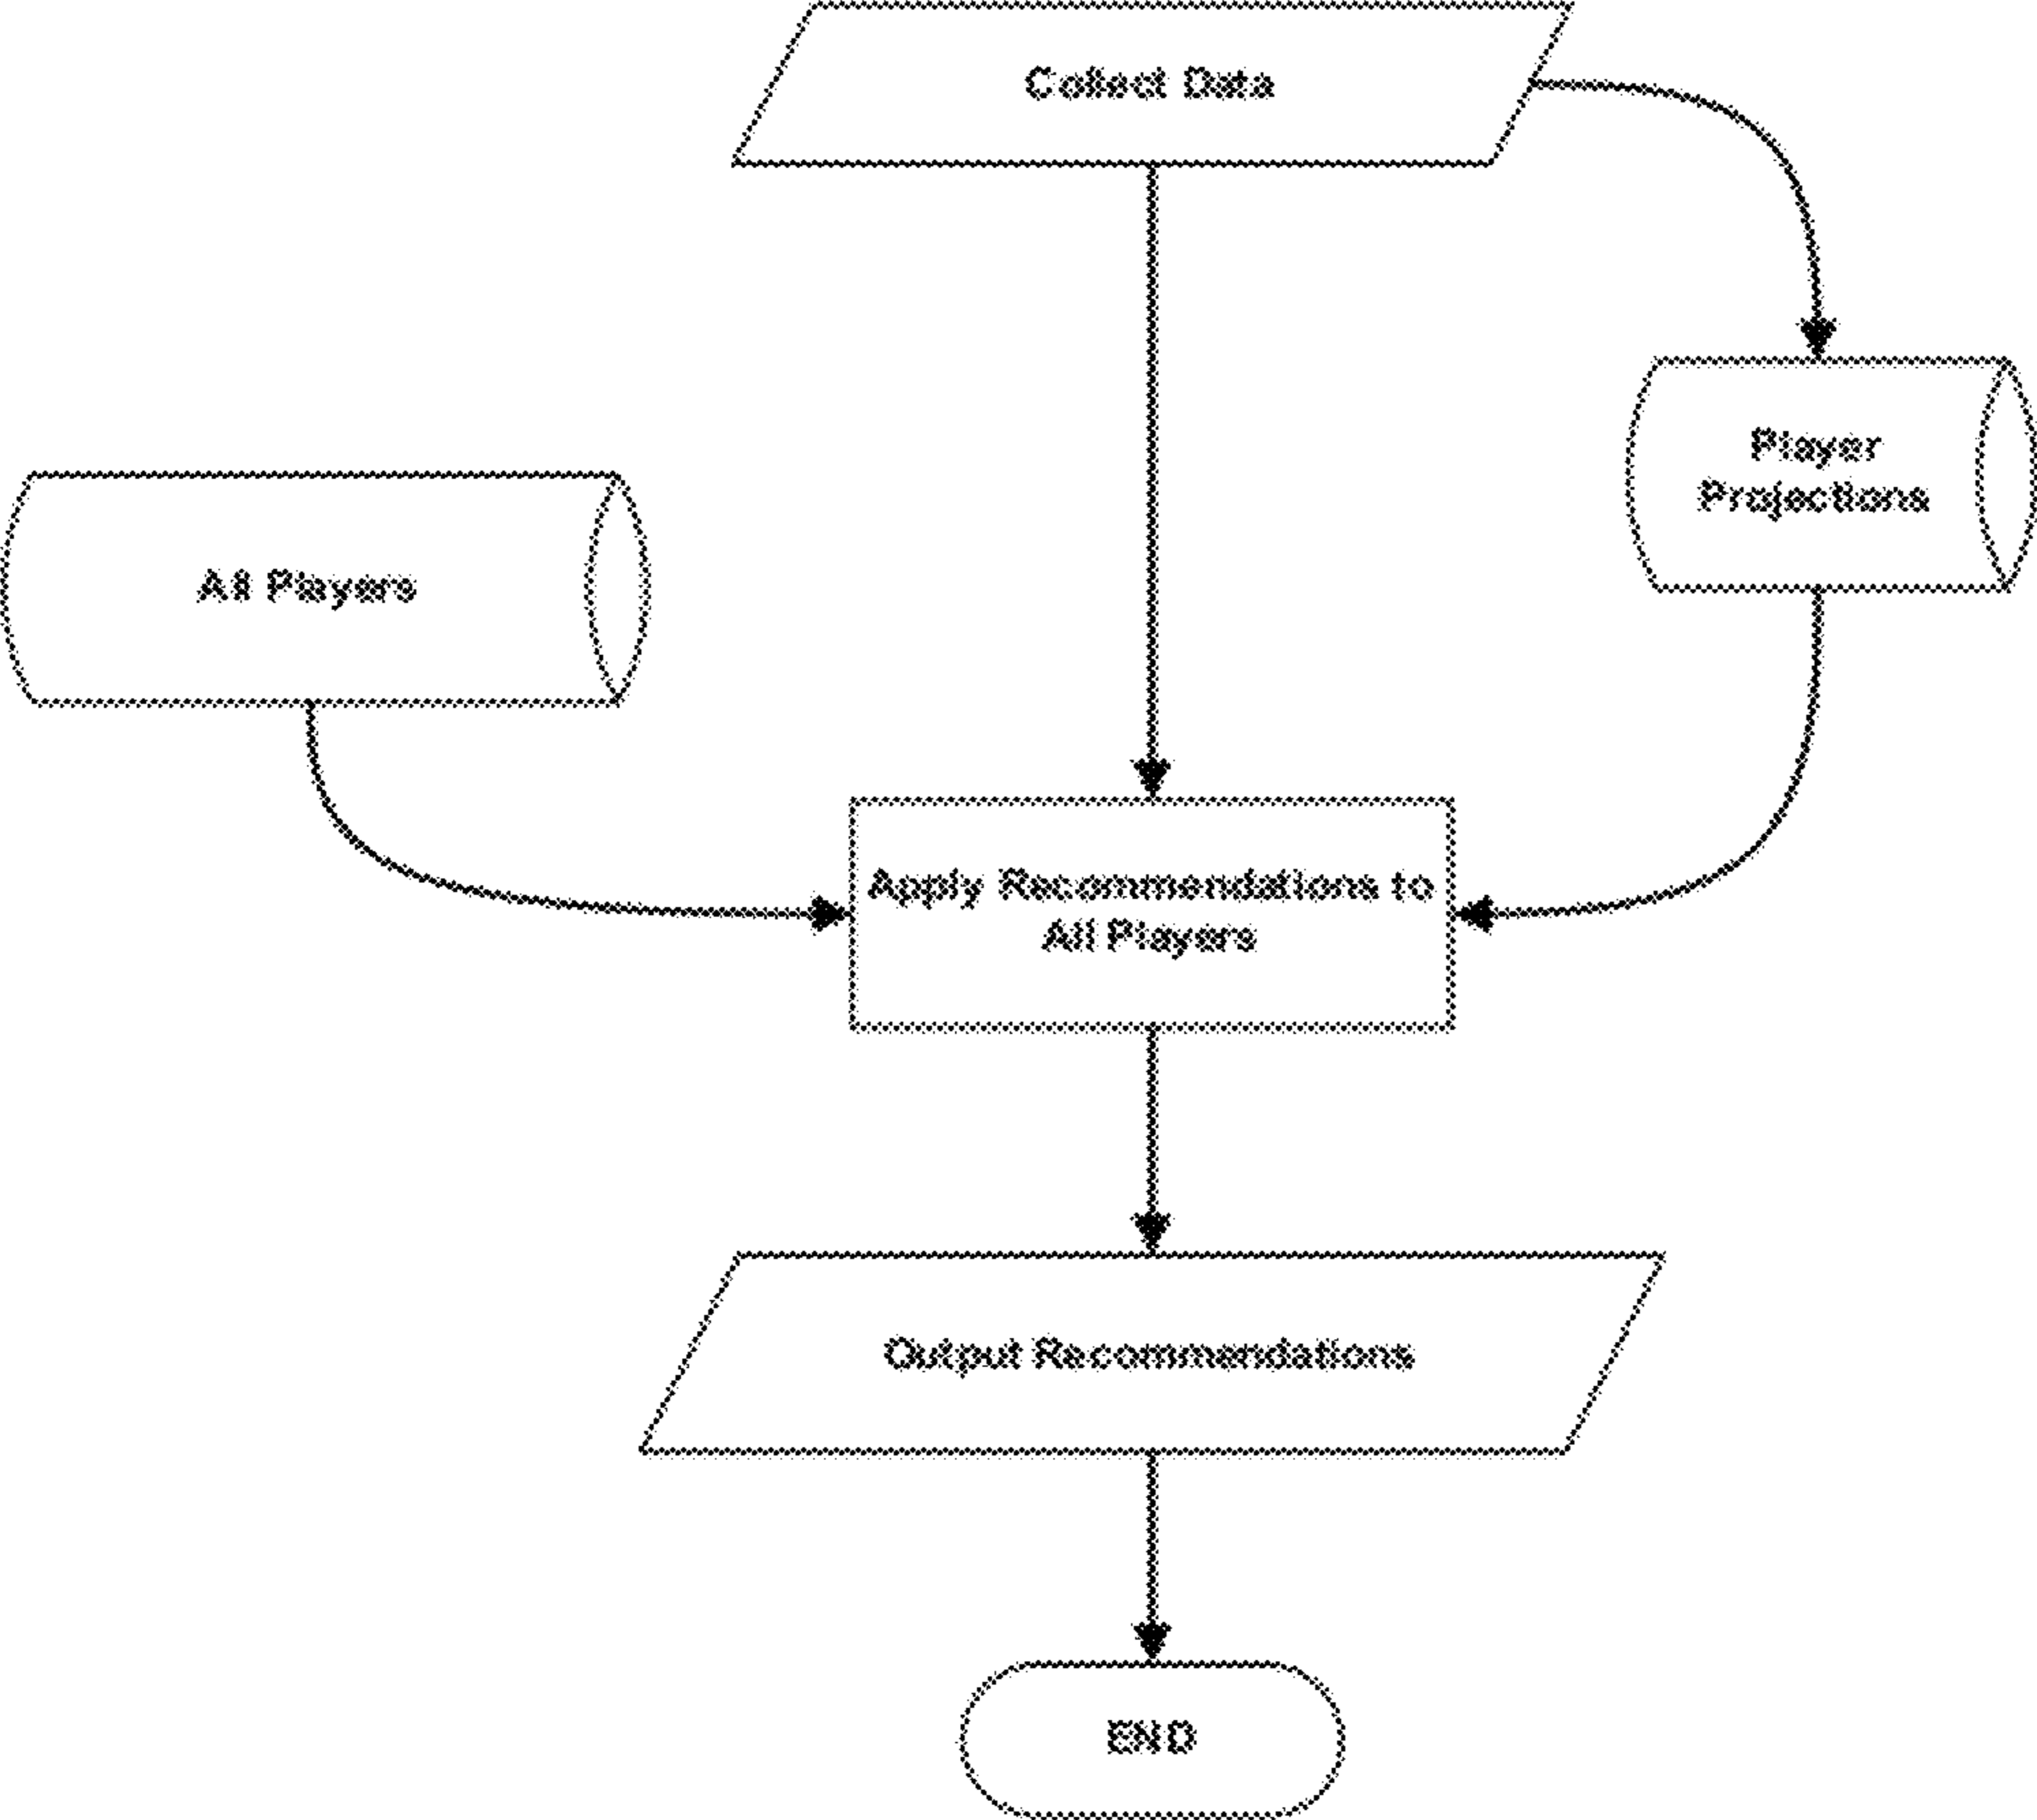 Collect Data
Player
Projections
All Players
Apply Recommendations to
All Players
Output Recommendations
END